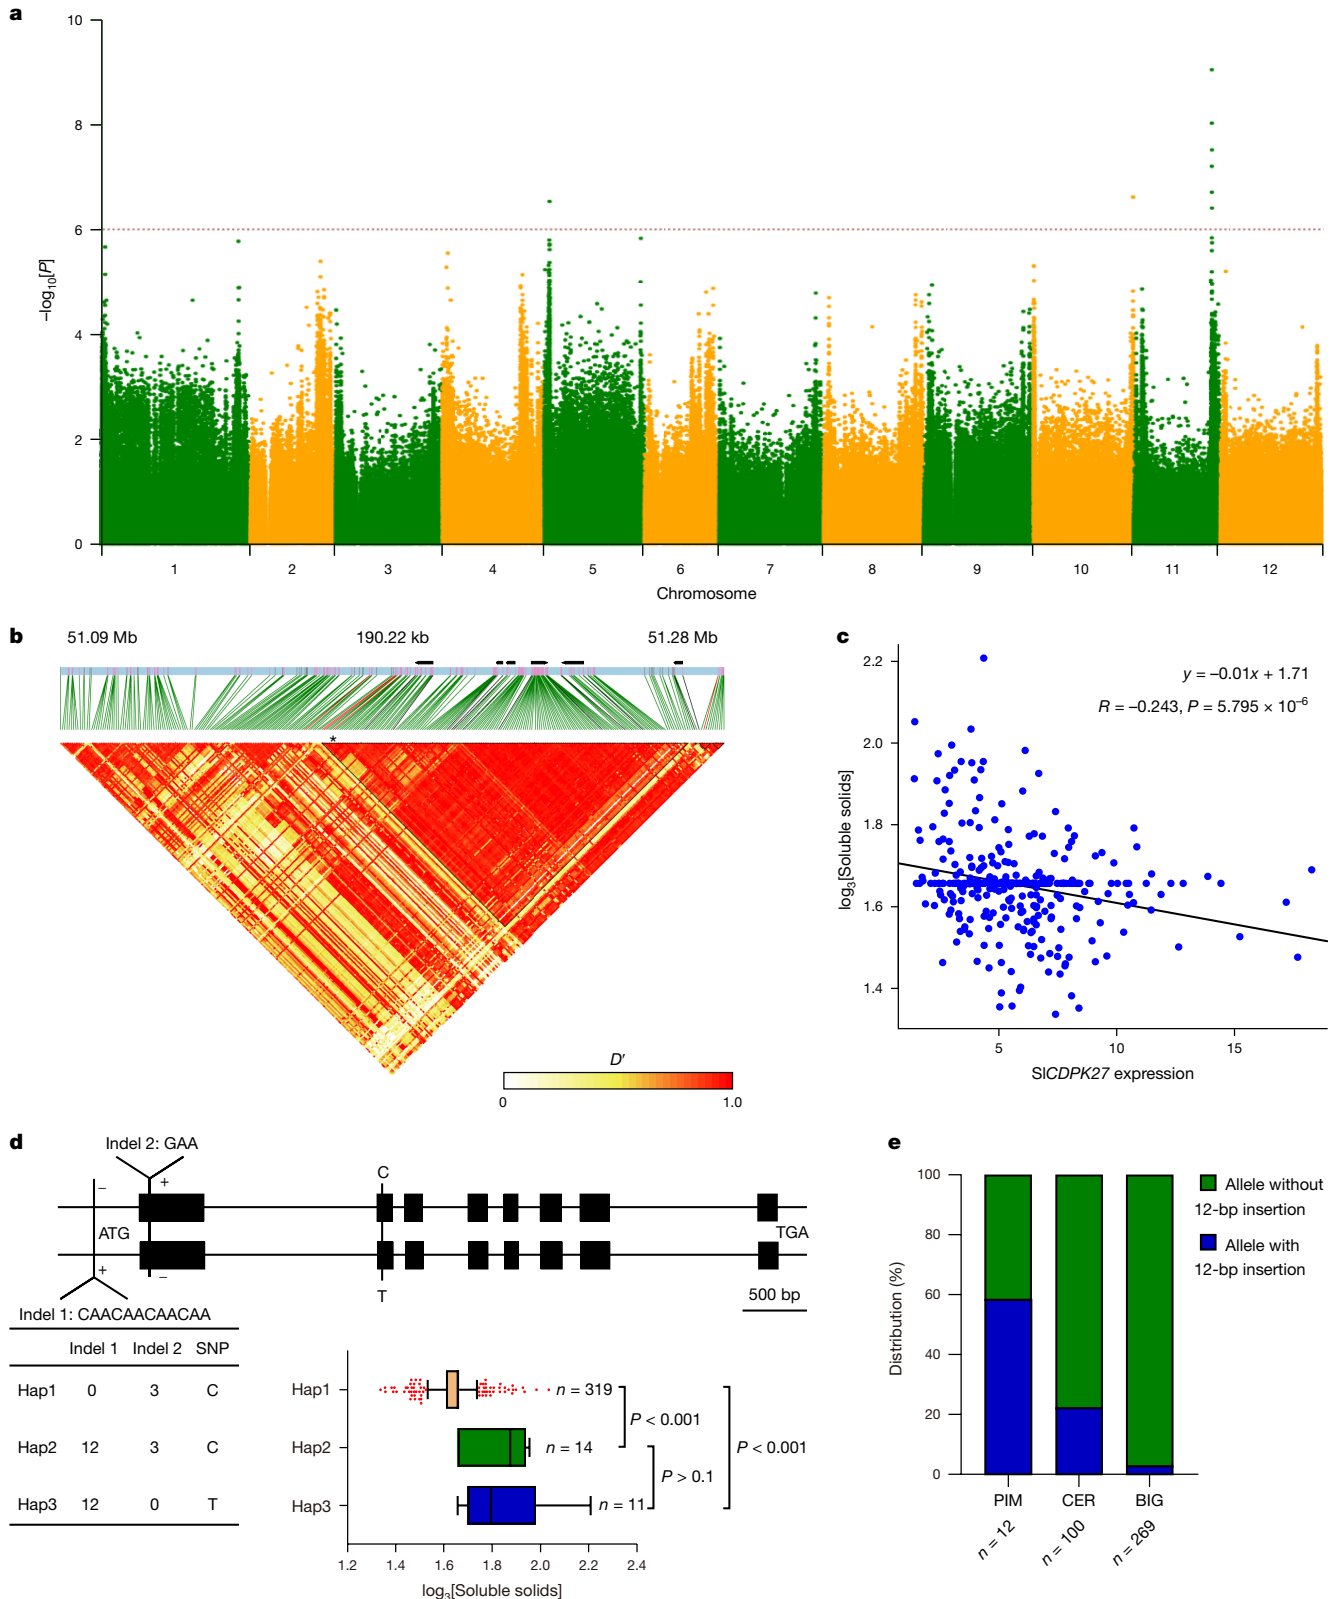 a
10
8
6
4
2
0
–log10[P]
1 2 3 4 5 6 7 8 9 10 11 12
Chromosome
b
51.09 Mb 190.22 kb 51.28 Mb
*
D′
0 1.0
c
2.2
2.0
1.8
1.6
1.4
log3[Soluble solids]
y = –0.01x + 1.71
R = –0.243, P = 5.795 × 10–6
5 10 15
SlCDPK27 expression
d
Indel 2: GAA
– +
C
ATG
TGA
+ –
T
Indel 1: CAACAACAACAA
500 bp
Indel 1 Indel 2 SNP
Hap1 0 3 C
Hap2 12 3 C
Hap3 12 0 T
Hap1 n = 319
Hap2 n = 14
Hap3 n = 11
P < 0.001
P > 0.1
P < 0.001
1.2 1.4 1.6 1.8 2.0 2.2 2.4
log3[Soluble solids]
e
100
80
60
40
20
0
Distribution (%)
Allele without
12-bp insertion
Allele with
12-bp insertion
PIM CER BIG
n = 12 n = 100 n = 269